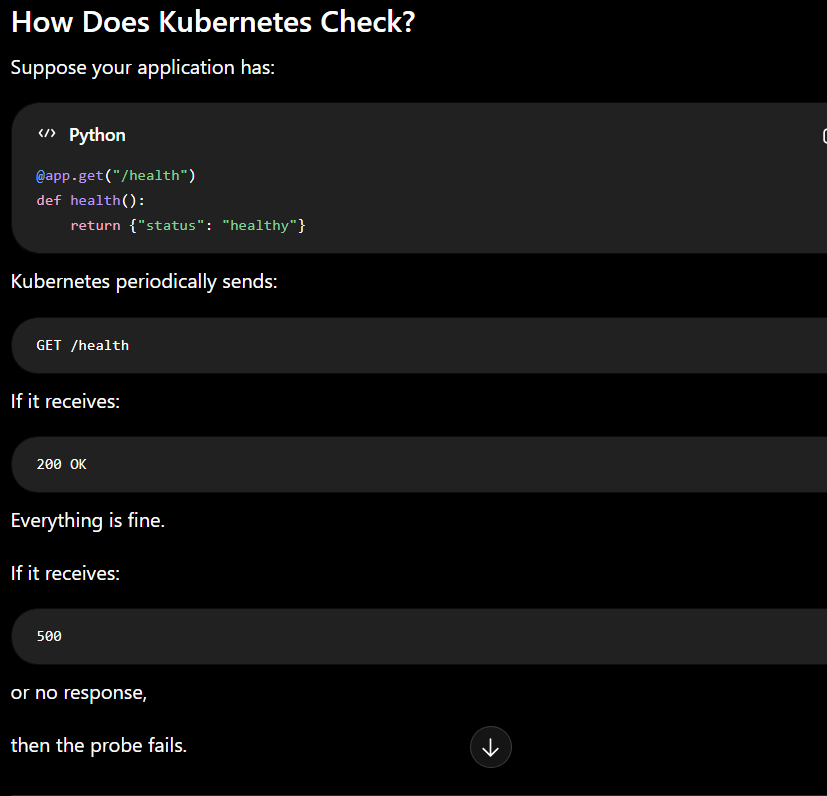 How Does Kubernetes Check?
Suppose your application has:
</> Python
@app.get("/health")
def health():
    return {"status": "healthy"}
Kubernetes periodically sends:
GET /health
If it receives:
200 OK
Everything is fine.
If it receives:
500
or no response,
then the probe fails.